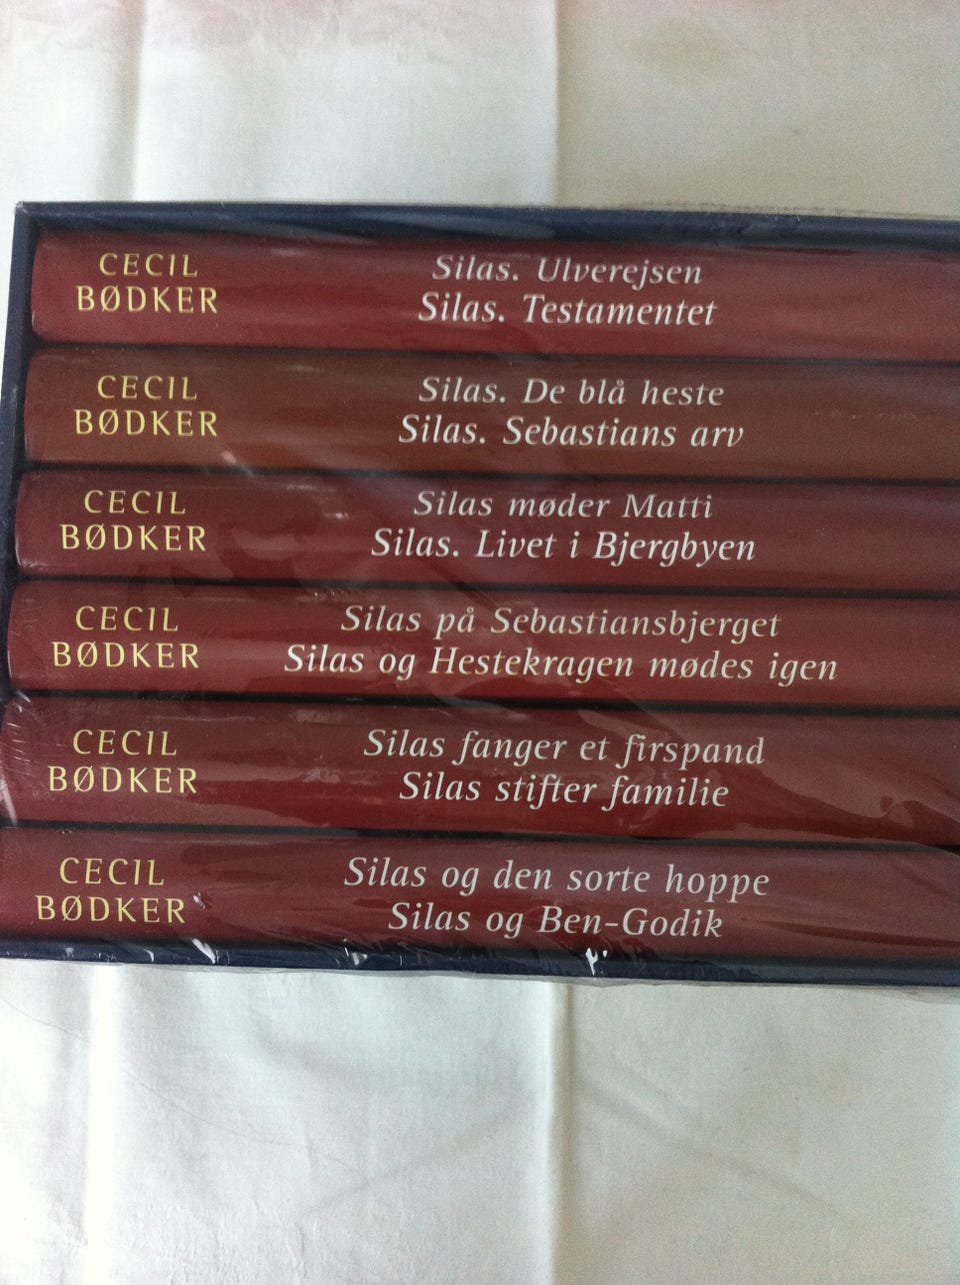 CECIL
BØDKER
Silas. Ulverejsen
Silas. Testamentet
CECIL
BØDKER
Silas. De blå heste
Silas. Sebastians arv
CECIL
BØDKER
Silas møder Matti
Silas. Livet i Bjergbyen
CECIL
BØDKER
Silas på Sebastiansbjerget
Silas og Hestekragen mødes igen
CECIL
BØDKER
Silas fanger et firspand
Silas stifter familie
CECIL
BØDKER
Silas og den sorte hoppe
Silas og Ben-Godik